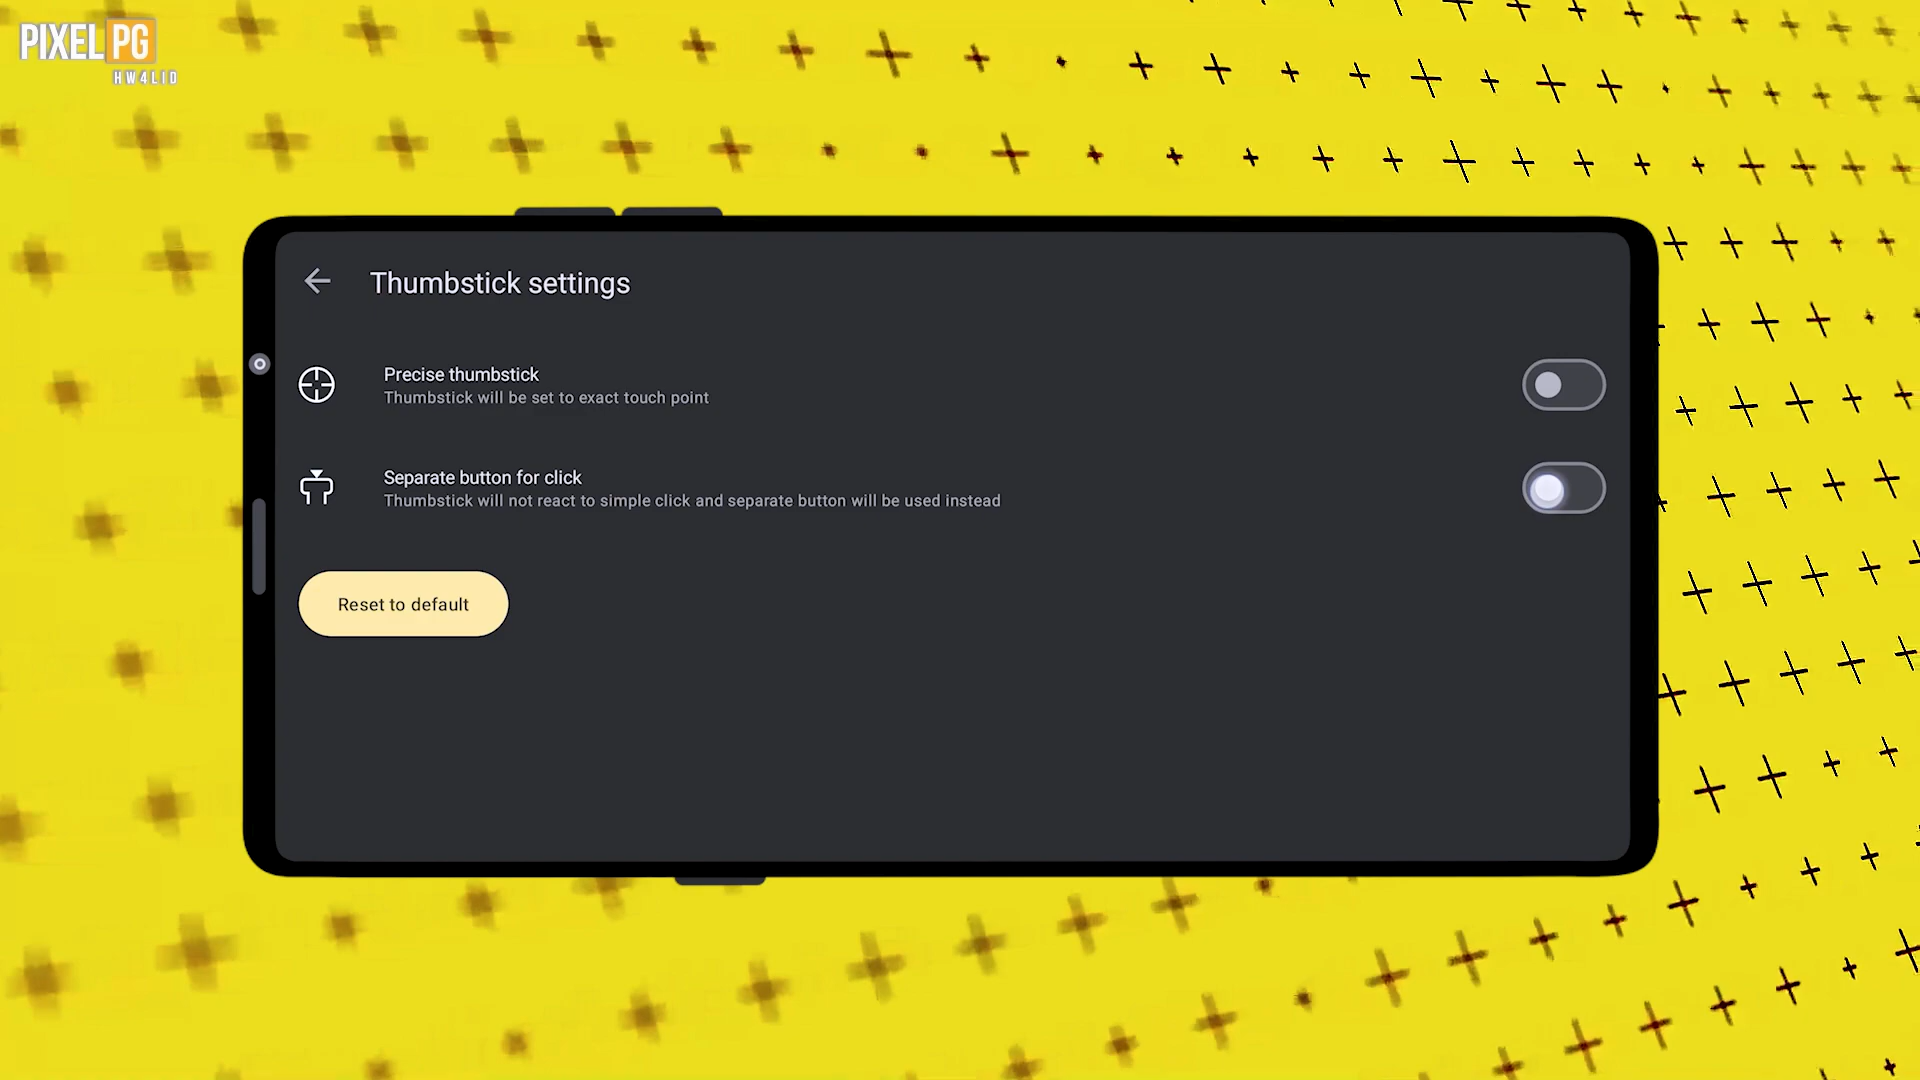 PIXEL PG
HW4LID
Thumbstick settings
Precise thumbstick
Thumbstick will be set to exact touch point
Separate button for click
Thumbstick will not react to simple click and separate button will be used instead
Reset to default